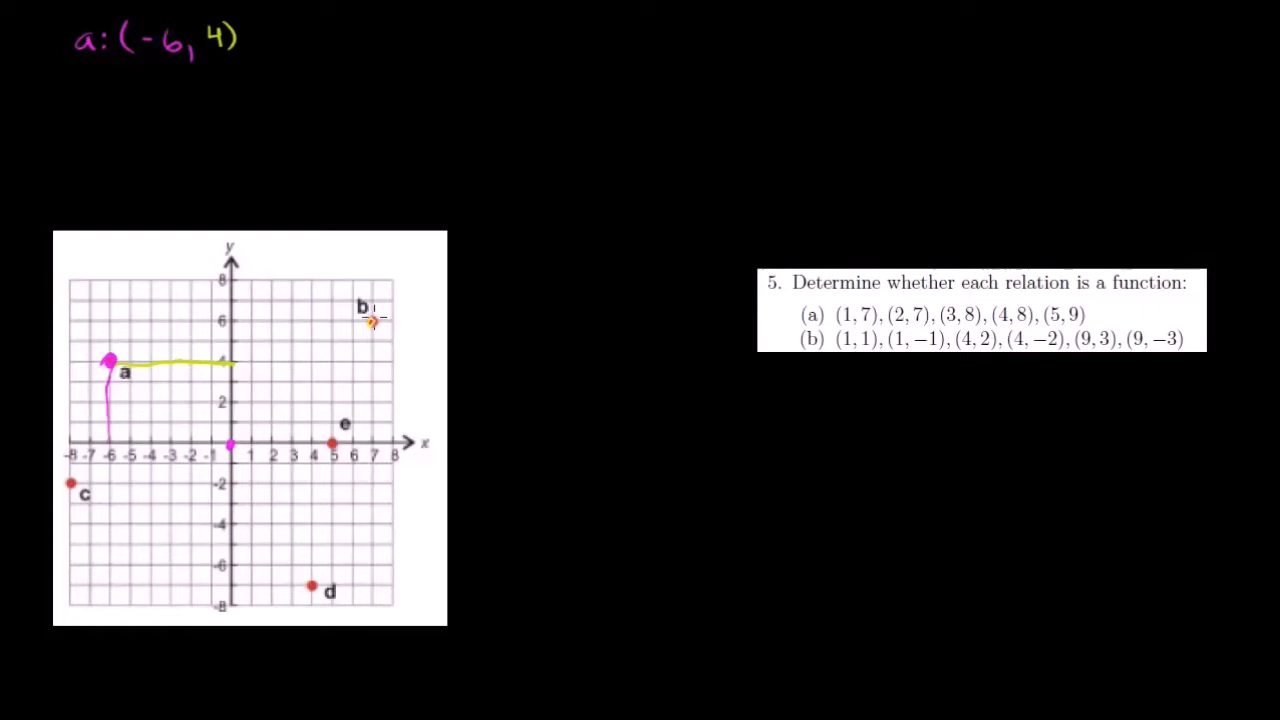 a: (-6, 4)
y
8
b
6
4
a
2
e
-8 -7 -6 -5 -4 -3 -2 -1 1 2 3 4 5 6 7 8 x
-2
c
-4
-6
d
-8
5. Determine whether each relation is a function:
(a) (1, 7), (2, 7), (3, 8), (4, 8), (5, 9)
(b) (1, 1), (1, −1), (4, 2), (4, −2), (9, 3), (9, −3)